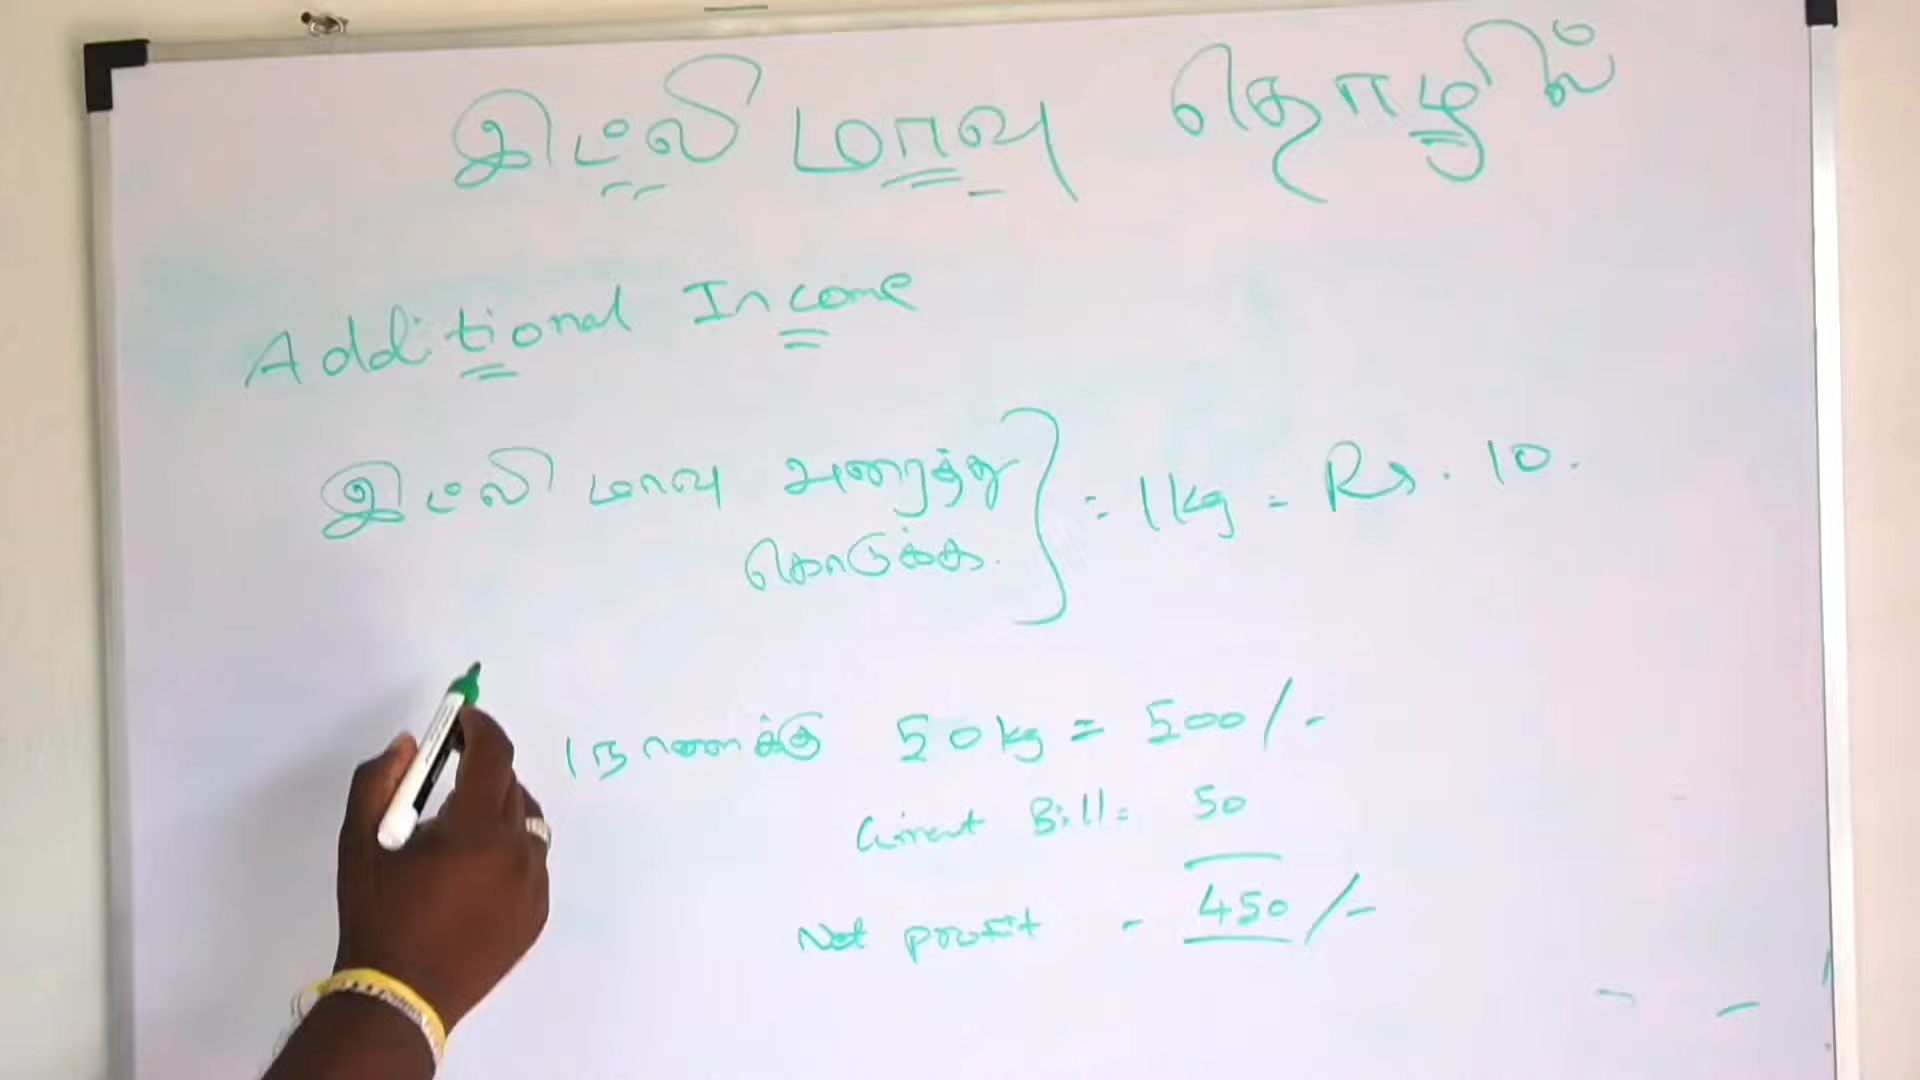 இட்லி மாவு தொழில்
Additional Income
இட்லி மாவு அரைத்து } = 1kg = Rs. 10.
கொடுக்க.
1 நாளைக்கு 50kg = 500/-
Current Bill = 50
Net profit - 450/-